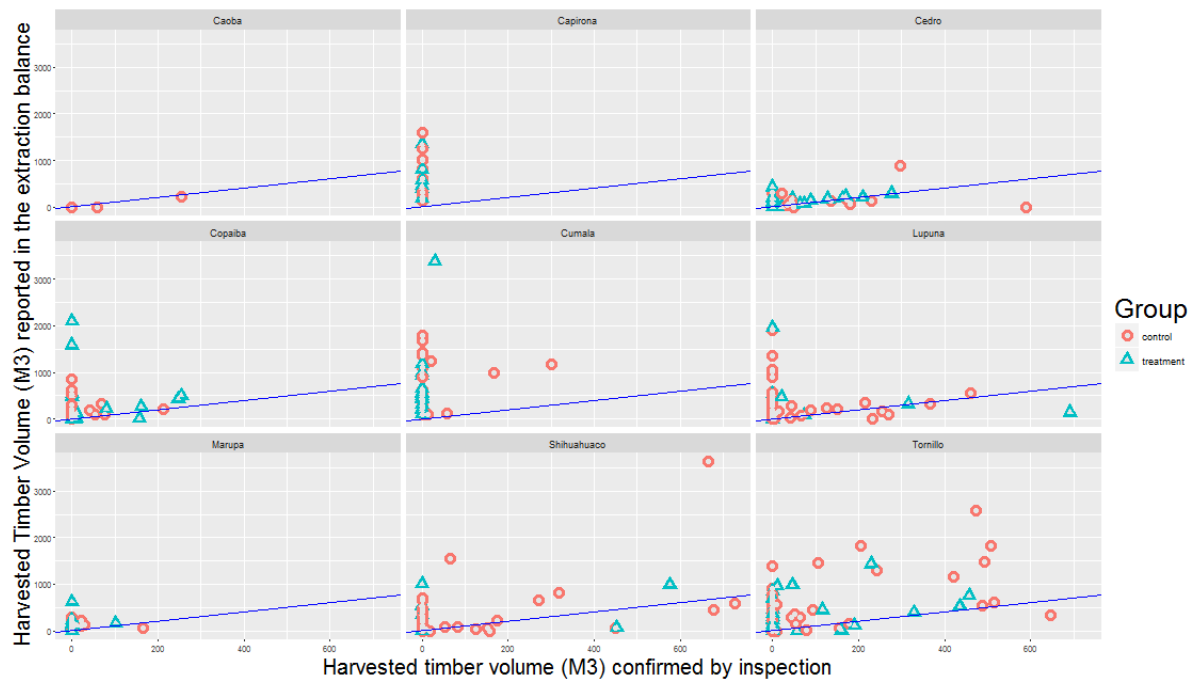 Harvested Timber Volume (M3) reported in the extraction balance
Caoba
Capirona
Cedro
3000
2000
1000
0
Copaiba
Cumala
Lupuna
3000
2000
1000
0
Marupa
Shihuahuaco
Tornillo
3000
2000
1000
0
0
200
400
600
0
200
400
600
0
200
400
600
Harvested timber volume (M3) confirmed by inspection
Group
control
treatment